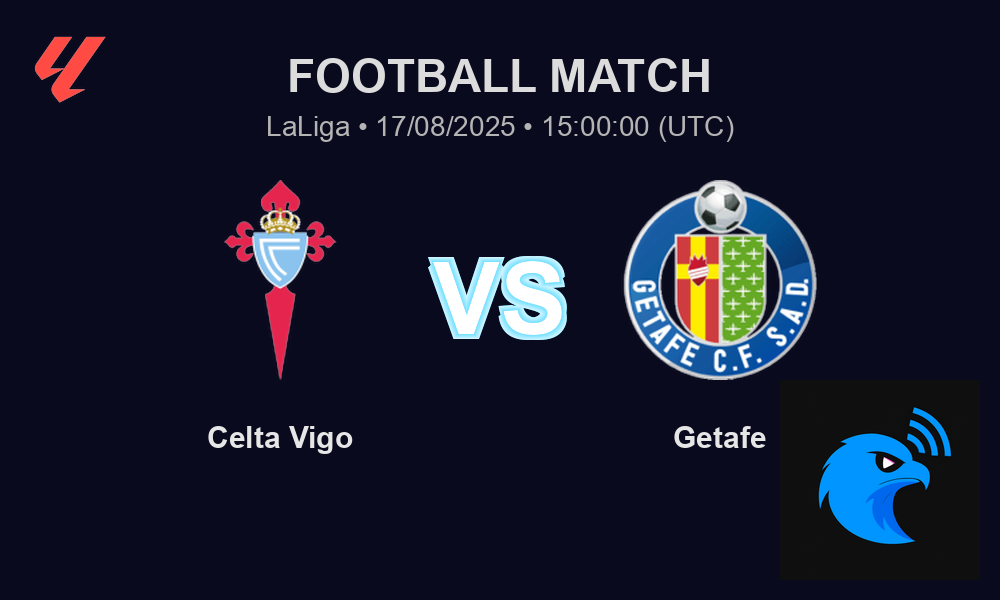 FOOTBALL MATCH
LaLiga • 17/08/2025 • 15:00:00 (UTC)
VS
GETAFE C.F. S.A.D.
Celta Vigo
Getafe